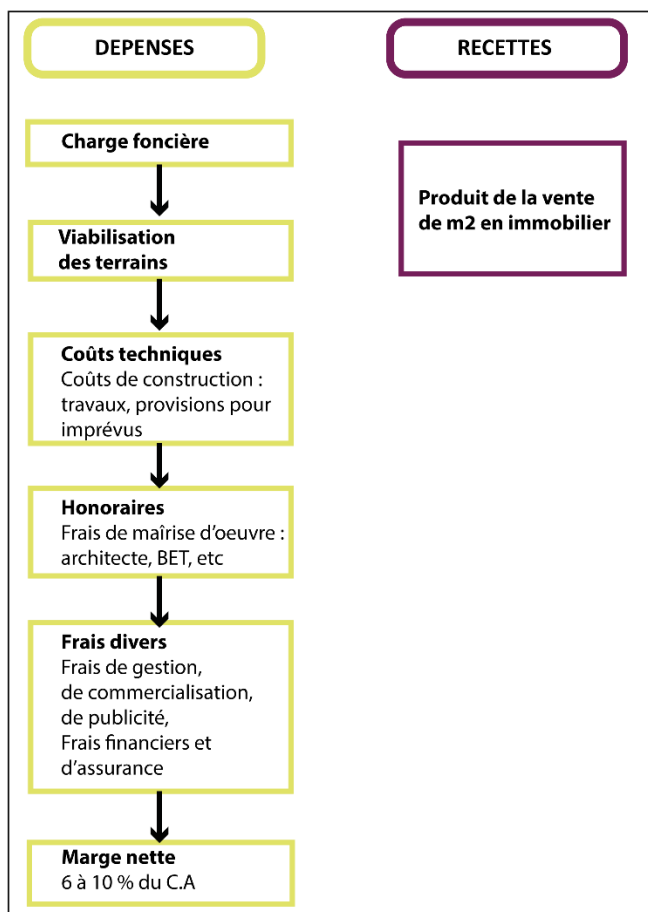 DEPENSES
RECETTES
Charge foncière
Viabilisation
des terrains
Coûts techniques
Coûts de construction :
travaux, provisions pour
imprévus
Honoraires
Frais de maîrise d'oeuvre :
architecte, BET, etc
Frais divers
Frais de gestion,
de commercialisation,
de publicité,
Frais financiers et
d'assurance
Marge nette
6 à 10 % du C.A
Produit de la vente
de m2 en immobilier